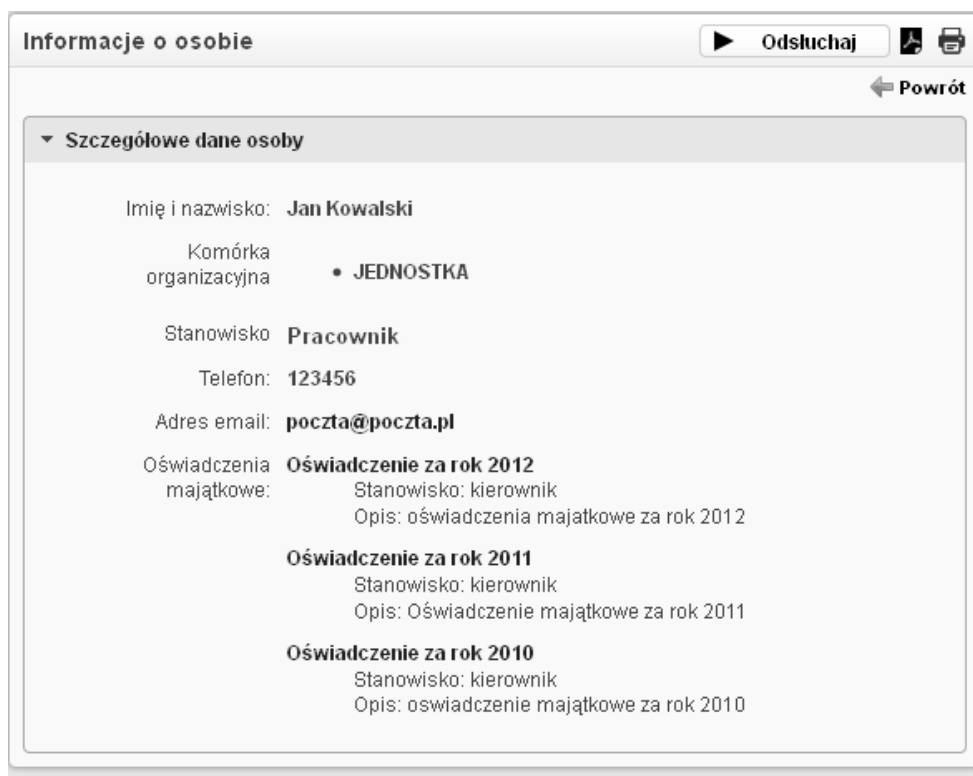 Informacje o osobie
Odsłuchaj
Powrót
Szczegółowe dane osoby
Imię i nazwisko: Jan Kowalski
Komórka
organizacyjna
• JEDNOSTKA
Stanowisko Pracownik
Telefon: 123456
Adres email: poczta@poczta.pl
Oświadczenia majątkowe:
Oświadczenie za rok 2012
Stanowisko: kierownik
Opis: oświadczenia majatkowe za rok 2012
Oświadczenie za rok 2011
Stanowisko: kierownik
Opis: Oświadczenie majątkowe za rok 2011
Oświadczenie za rok 2010
Stanowisko: kierownik
Opis: oswiadczenie majątkowe za rok 2010